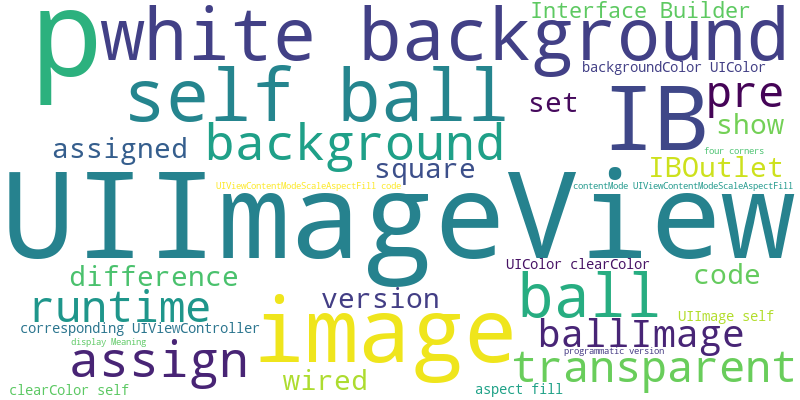 Interface Builder
p white background
backgroundColor UIColor
self ball
set
IB
pre
show
assigned
background
four corners
square
IBOutlet
UIViewContentModeScaleAspectFill code
contentMode UIViewContentModeScaleAspectFill
UIImageView
difference
UIColor clearColor
code
runtime
version
ball
corresponding UIViewController
UIImage self
image
ballImage
display Meaning
assign
programmatic version
wired
transparent
clearColor self
aspect fill